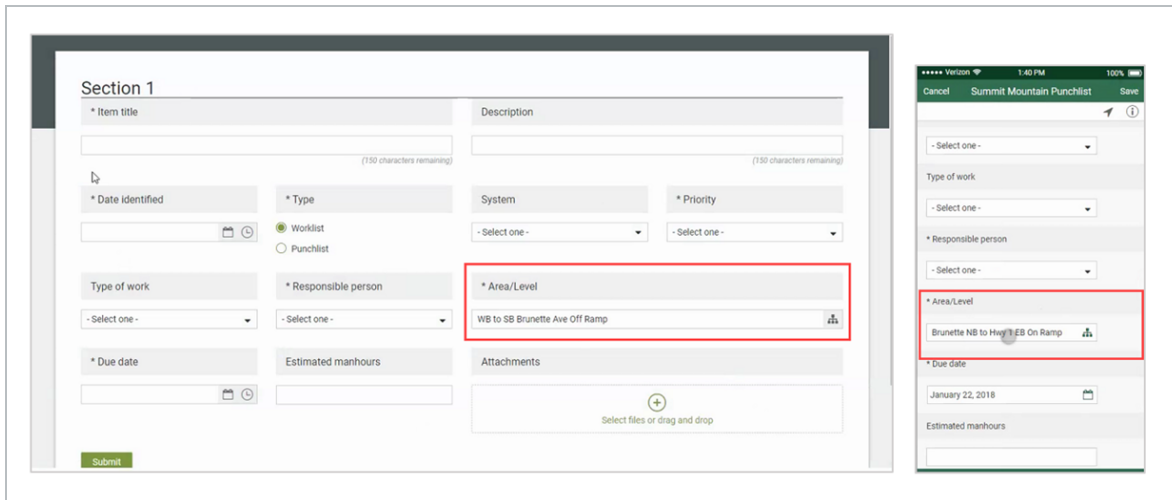 Section 1
* Item title
Description
(150 characters remaining)
(150 characters remaining)
* Date identified
* Type
System
* Priority
Worklist
- Select one -
- Select one -
Punchlist
Type of work
* Responsible person
* Area/Level
- Select one -
- Select one -
WB to SB Brunette Ave Off Ramp
* Due date
Estimated manhours
Attachments
Select files or drag and drop
Submit
Verizon 1:40 PM 100%
Cancel Summit Mountain Punchlist Save
- Select one -
Type of work
- Select one -
* Responsible person
- Select one -
* Area/Level
Brunette NB to Hwy 1 EB On Ramp
* Due date
January 22, 2018
Estimated manhours